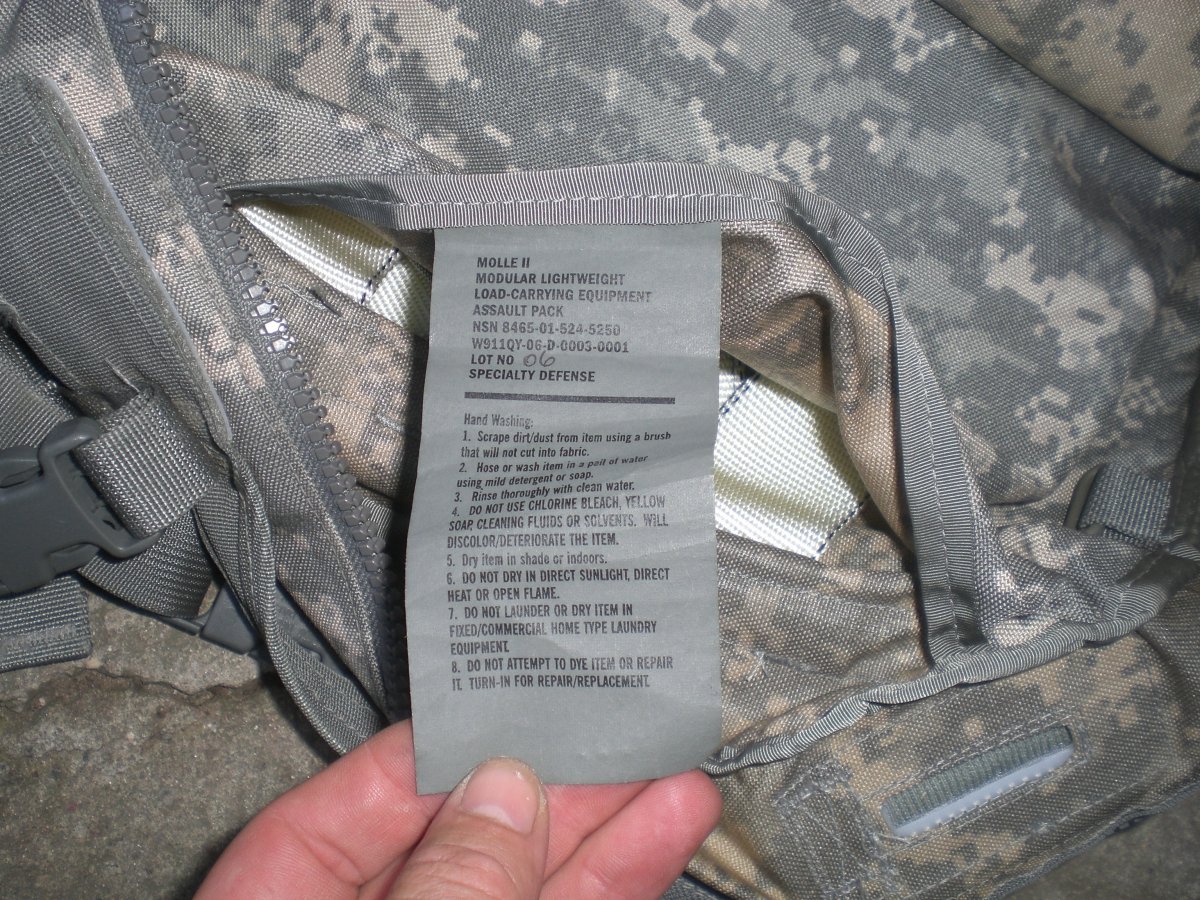 MOLLE II
MODULAR LIGHTWEIGHT
LOAD-CARRYING EQUIPMENT
ASSAULT PACK
NSN 8465-01-524-5250
W911QY-06-D-0003-0001
LOT NO 06
SPECIALTY DEFENSE
Hand Washing:
1. Scrape dirt/dust from item using a brush
that will not cut into fabric.
2. Hose or wash item in a pail of water
using mild detergent or soap.
3. Rinse thoroughly with clean water.
4. DO NOT USE CHLORINE BLEACH, YELLOW
SOAP, CLEANING FLUIDS OR SOLVENTS. WILL
DISCOLOR/DETERIORATE THE ITEM.
5. Dry item in shade or indoors.
6. DO NOT DRY IN DIRECT SUNLIGHT, DIRECT
HEAT OR OPEN FLAME.
7. DO NOT LAUNDER OR DRY ITEM IN
FIXED/COMMERCIAL HOME TYPE LAUNDRY
EQUIPMENT.
8. DO NOT ATTEMPT TO DYE ITEM OR REPAIR
IT. TURN-IN FOR REPAIR/REPLACEMENT.